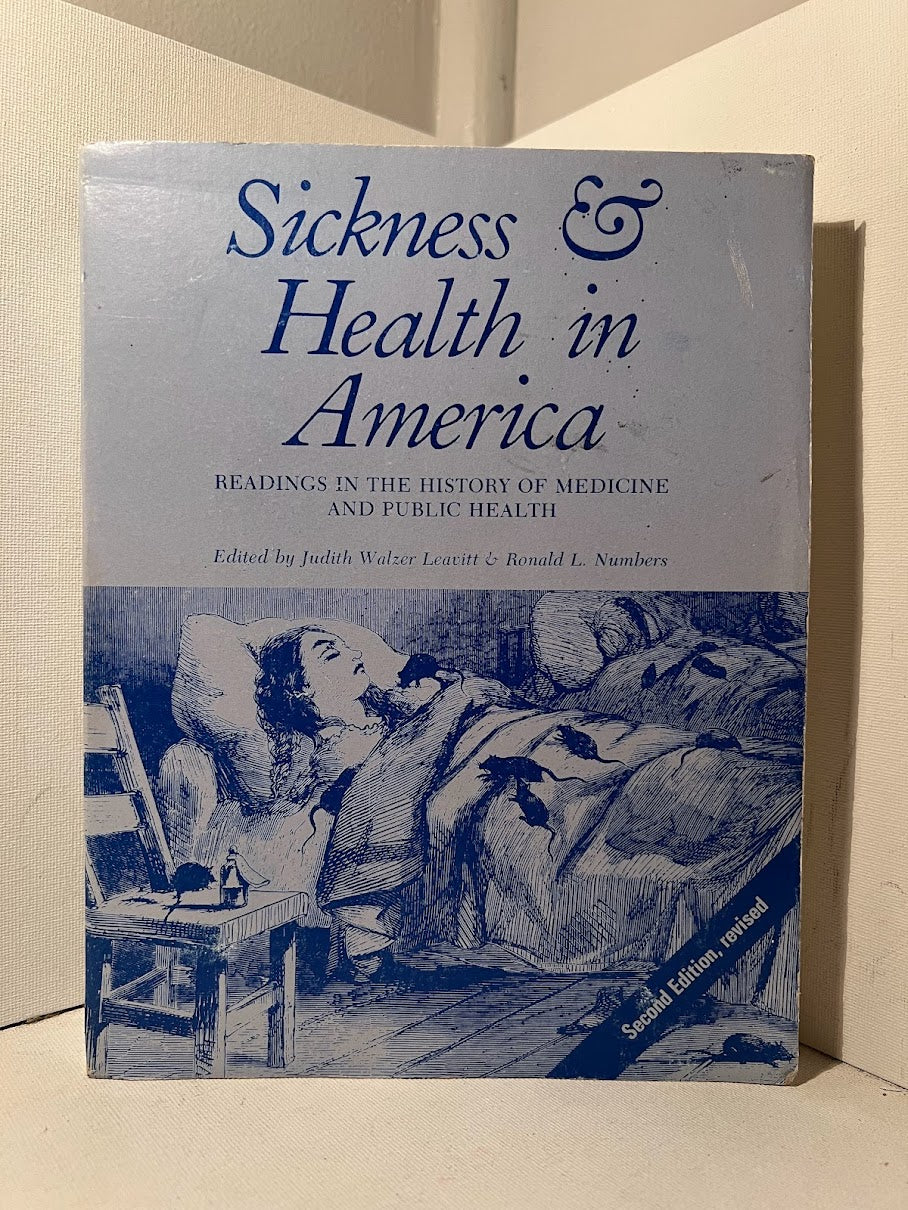 Sickness &
Health in
America
READINGS IN THE HISTORY OF MEDICINE
AND PUBLIC HEALTH
Edited by Judith Walzer Leavitt & Ronald L. Numbers
Second Edition, revised